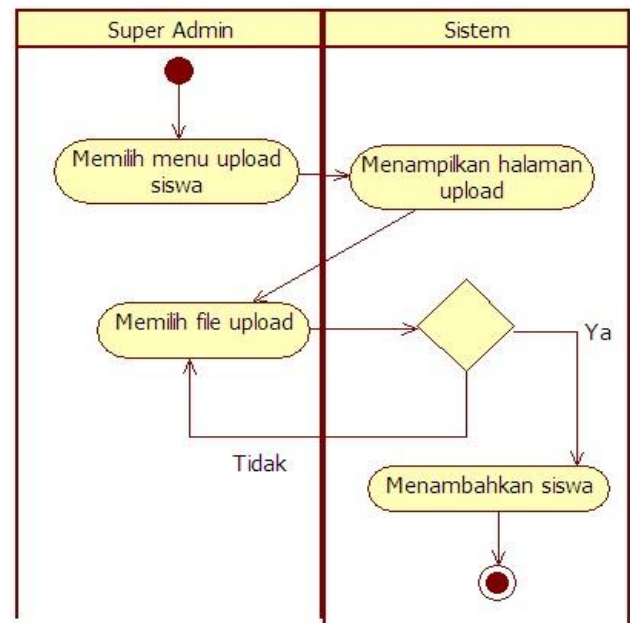 Super Admin
Sistem
Memilih menu upload
siswa
Menampilkan halaman
upload
Memilih file upload
Ya
Tidak
Menambahkan siswa